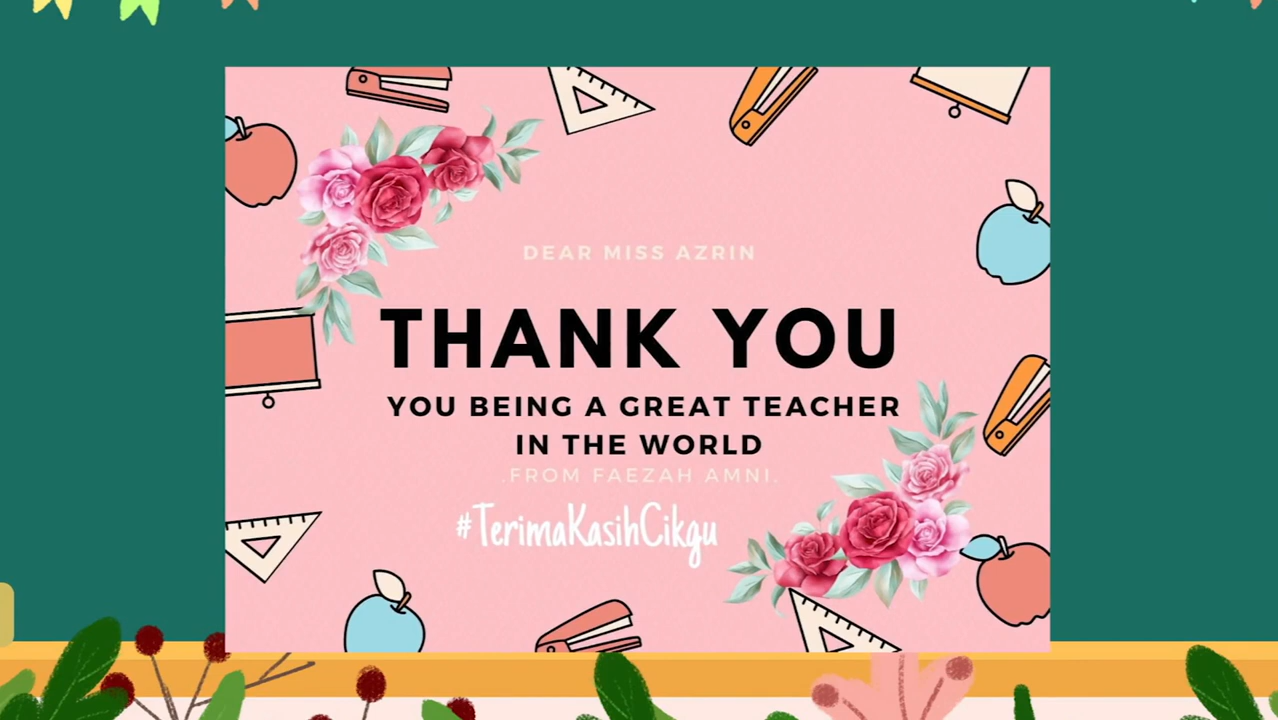 DEAR MISS AZRIN
THANK YOU
YOU BEING A GREAT TEACHER
IN THE WORLD
.FROM FAEZAH AMNI.
#TerimaKasihCikgu